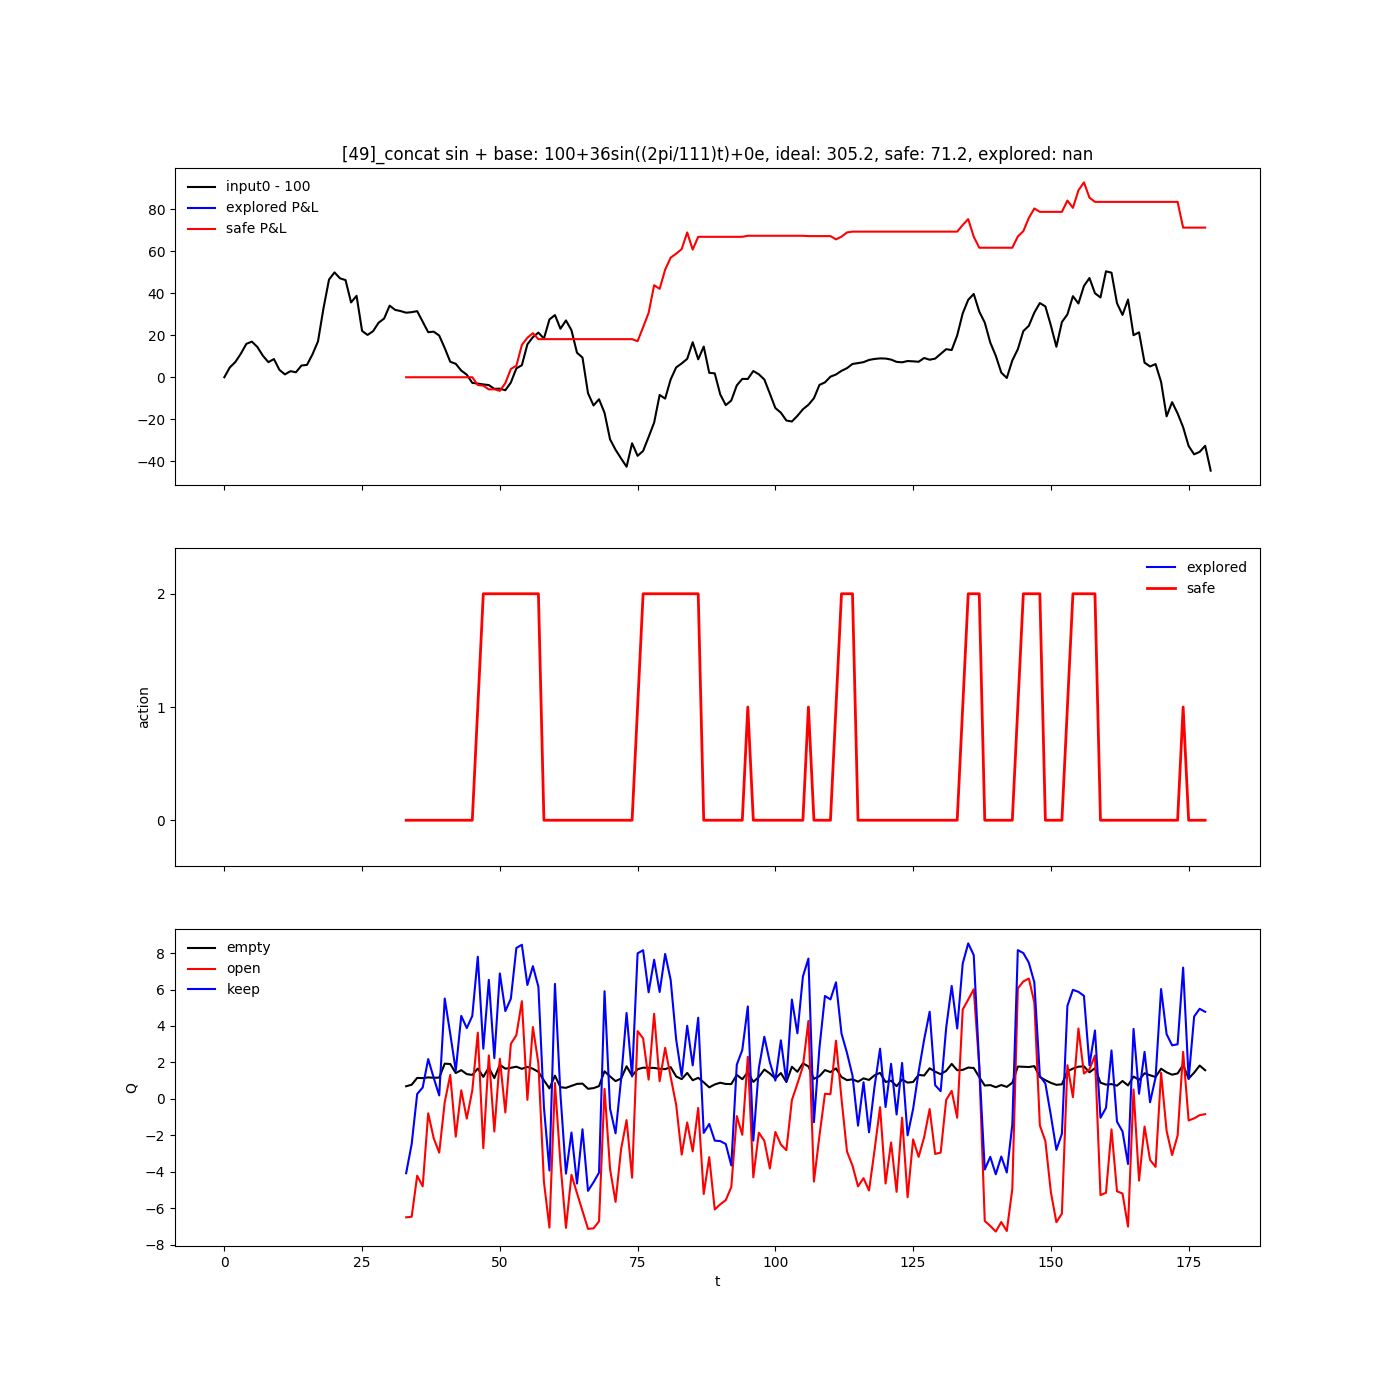 [49]_concat sin + base: 100+36sin((2pi/111)t)+0e, ideal: 305.2, safe: 71.2, explored: nan
input0 - 100
explored P&L
safe P&L
80
60
40
20
0
−20
−40
explored
safe
2
1
0
action
empty
open
keep
8
6
4
2
0
−2
−4
−6
−8
Q
0 25 50 75 100 125 150 175
t